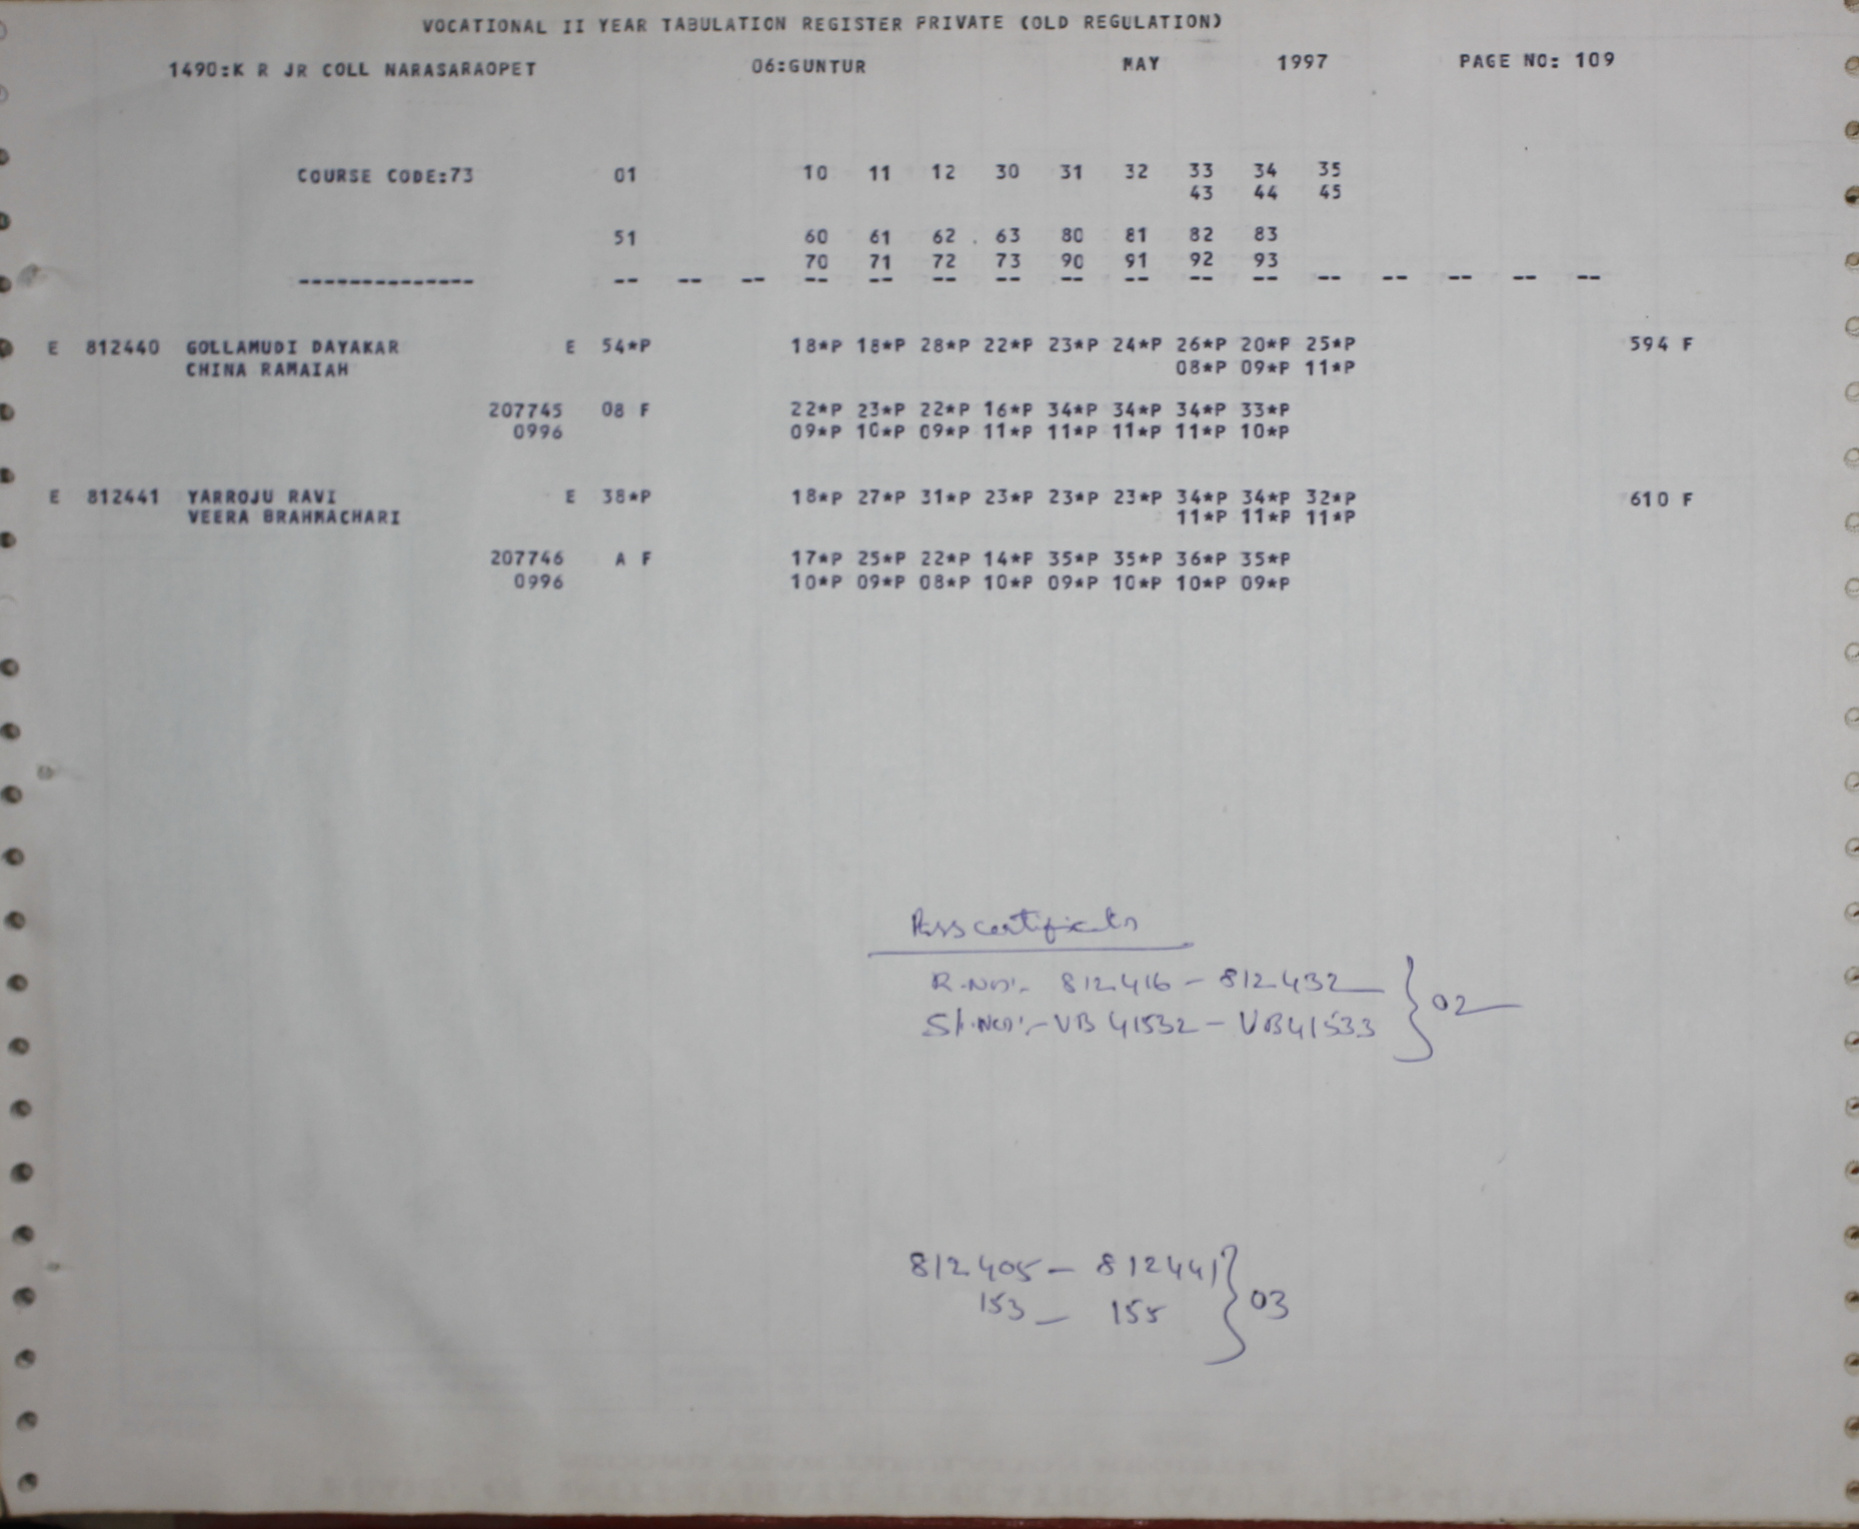 VOCATIONAL II YEAR TABULATION REGISTER PRIVATE (OLD REGULATION)
1490:K R JR COLL NARASARAOPET 06:GUNTUR MAY 1997 PAGE NO: 109
COURSE CODE:73 01 10 11 12 30 31 32 33 34 35
43 44 45
51 60 61 62 . 63 80 81 82 83
70 71 72 73 90 91 92 93
-------------- -- -- -- -- -- -- -- -- -- -- -- -- -- -- -- --
E 812440 GOLLAMUDI DAYAKAR E 54*P 18*P 18*P 28*P 22*P 23*P 24*P 26*P 20*P 25*P 594 F
CHINA RAMAIAH 08*P 09*P 11*P
207745 08 F 22*P 23*P 22*P 16*P 34*P 34*P 34*P 33*P
0996 09*P 10*P 09*P 11*P 11*P 11*P 11*P 10*P
E 812441 YARROJU RAVI E 38*P 18*P 27*P 31*P 23*P 23*P 23*P 34*P 34*P 32*P 610 F
VEERA BRAHMACHARI 11*P 11*P 11*P
207746 A F 17*P 25*P 22*P 14*P 35*P 35*P 36*P 35*P
0996 10*P 09*P 08*P 10*P 09*P 10*P 10*P 09*P
Pass certificates
R.No:- 812416 - 812432 } 02
Sl.No:- VB 41532 - VB41533
812405 - 812441 } 03
153 - 155